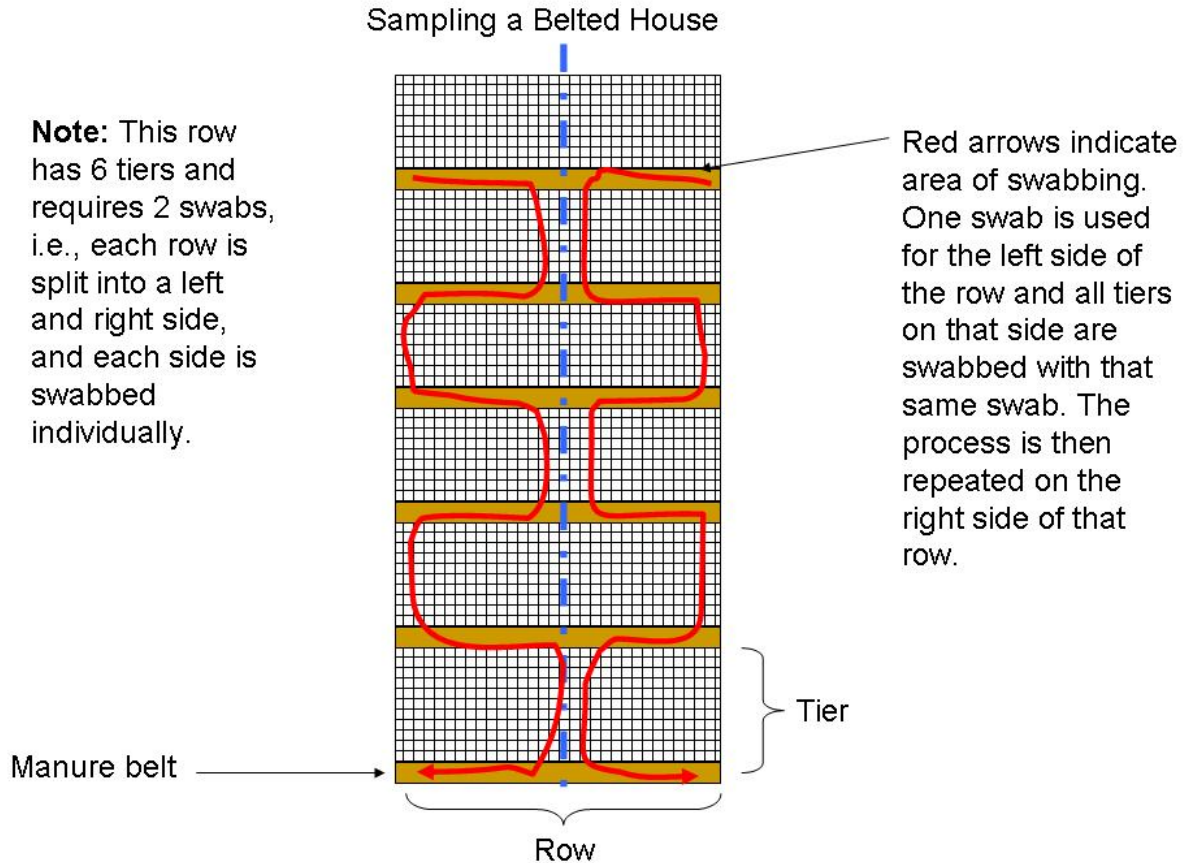 Sampling a Belted House
Note: This row
has 6 tiers and
requires 2 swabs,
i.e., each row is
split into a left
and right side,
and each side is
swabbed
individually.
Red arrows indicate
area of swabbing.
One swab is used
for the left side of
the row and all tiers
on that side are
swabbed with that
same swab. The
process is then
repeated on the
right side of that
row.
Tier
Manure belt
Row